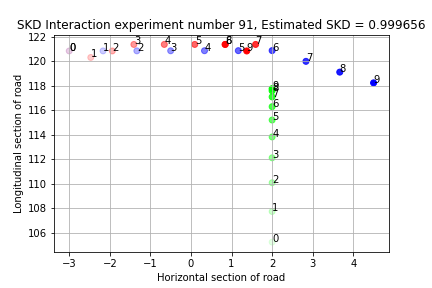 SKD Interaction experiment number 91, Estimated SKD = 0.999656
122
120
118
116
114
112
110
108
106
Longitudinal section of road
−3 −2 −1 0 1 2 3 4
Horizontal section of road
0 1 2 3 4 5 6 7 8 9
0 1 2 3 4 5 6 7 8 9
0 1 2 3 4 5 6 7 8 9